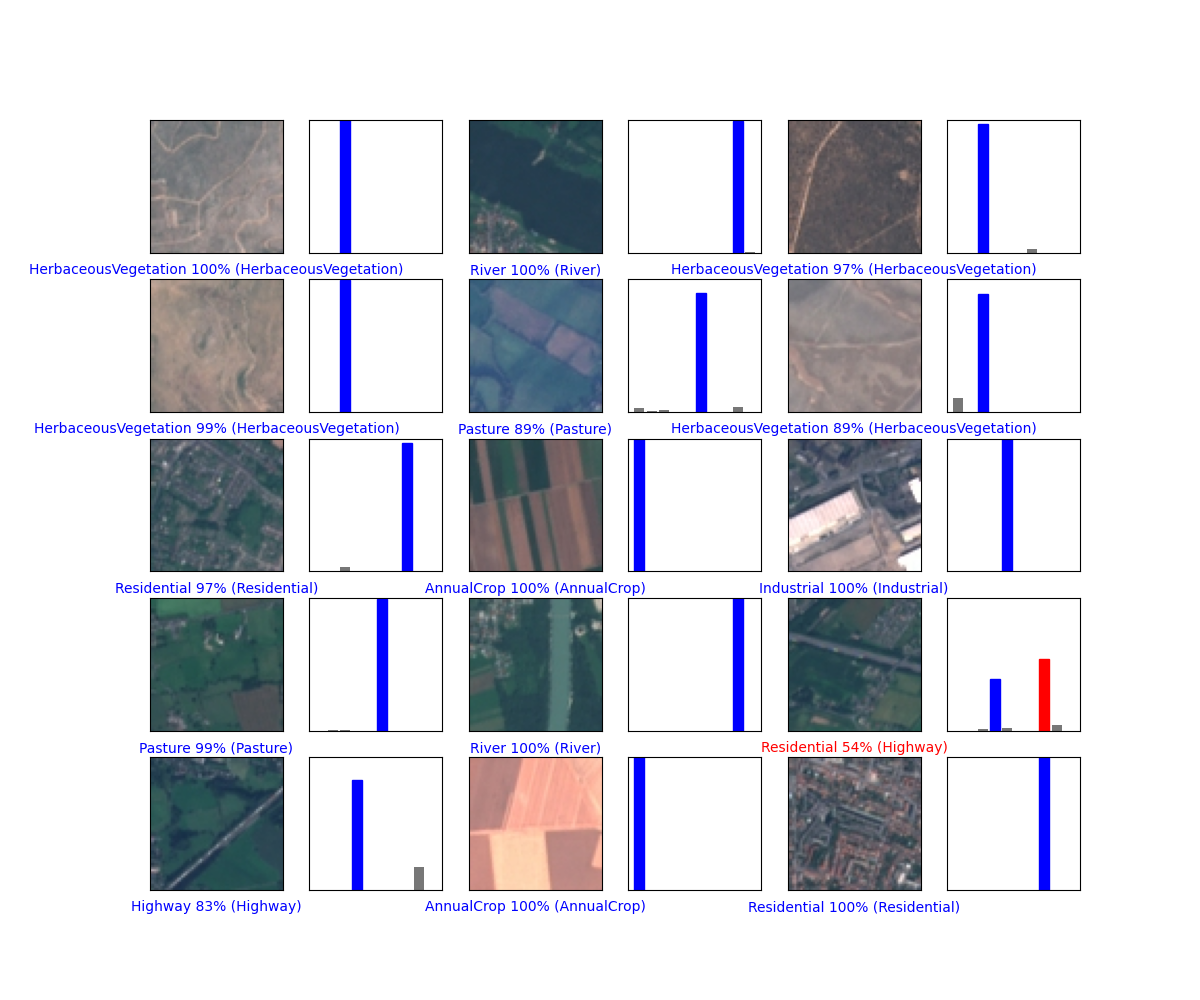 HerbaceousVegetation 100% (HerbaceousVegetation)
River 100% (River)
HerbaceousVegetation 97% (HerbaceousVegetation)
HerbaceousVegetation 99% (HerbaceousVegetation)
Pasture 89% (Pasture)
HerbaceousVegetation 89% (HerbaceousVegetation)
Residential 97% (Residential)
AnnualCrop 100% (AnnualCrop)
Industrial 100% (Industrial)
Pasture 99% (Pasture)
River 100% (River)
Residential 54% (Highway)
Highway 83% (Highway)
AnnualCrop 100% (AnnualCrop)
Residential 100% (Residential)